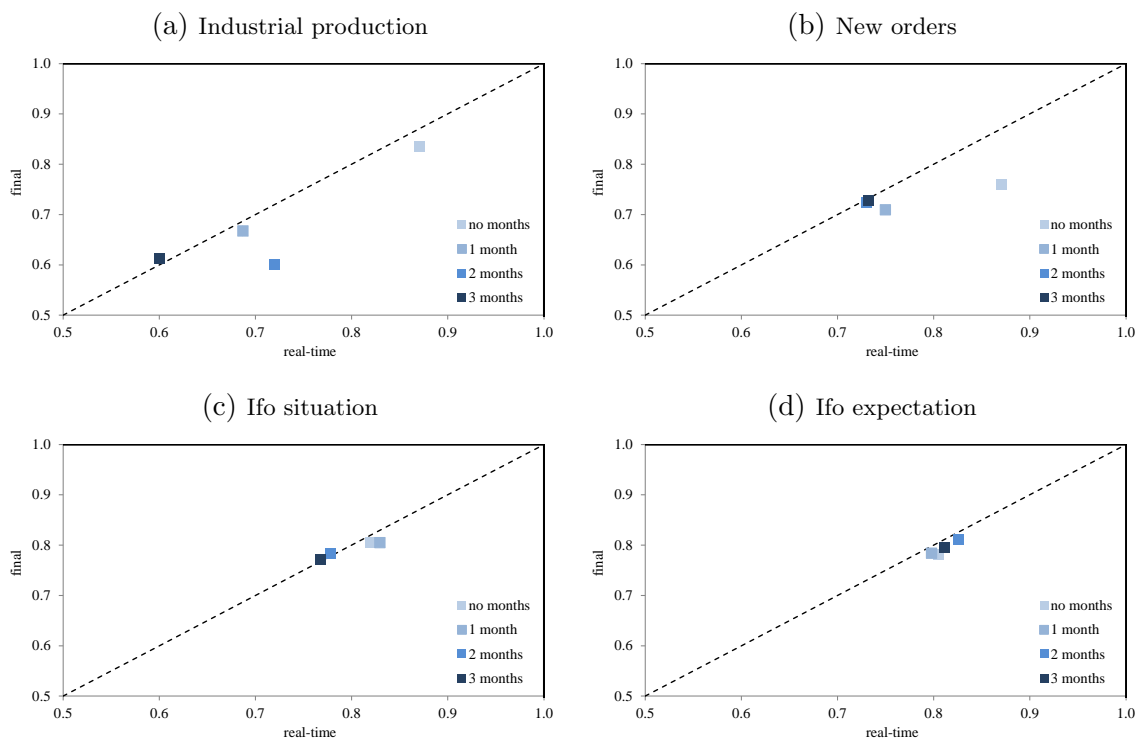 (a) Industrial production
1.0
0.9
0.8
0.7
0.6
0.5
final
no months
1 month
2 months
3 months
0.5 0.6 0.7 0.8 0.9 1.0
real-time
(b) New orders
1.0
0.9
0.8
0.7
0.6
0.5
final
no months
1 month
2 months
3 months
0.5 0.6 0.7 0.8 0.9 1.0
real-time
(c) Ifo situation
1.0
0.9
0.8
0.7
0.6
0.5
final
no months
1 month
2 months
3 months
0.5 0.6 0.7 0.8 0.9 1.0
real-time
(d) Ifo expectation
1.0
0.9
0.8
0.7
0.6
0.5
final
no months
1 month
2 months
3 months
0.5 0.6 0.7 0.8 0.9 1.0
real-time